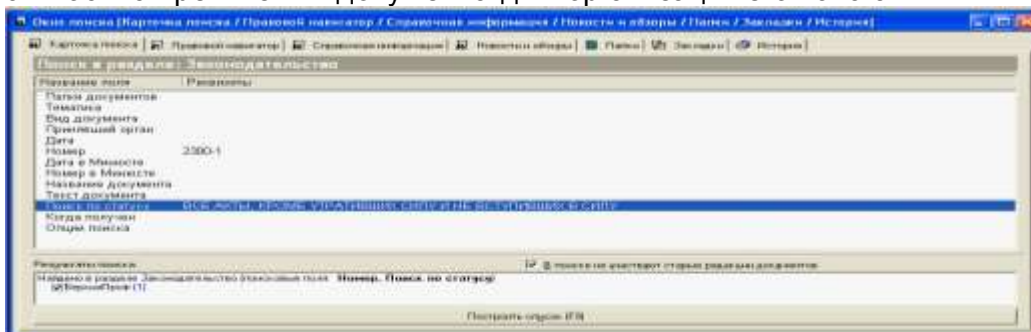 Окно поиска [Карточка поиска / Правовой навигатор / Справочная информация / Новости и обзоры / Папки / Закладки / История]
Карточка поиска Правовой навигатор Справочная информация Новости и обзоры Папки Закладки История
Поиск в разделе: Законодательство
Название поля Реквизиты
Папки документов
Тематика
Вид документа
Принявший орган
Дата
Номер 2300-1
Дата в Минюсте
Номер в Минюсте
Название документа
Текст документа
Поиск по статусу ВСЕ АКТЫ, КРОМЕ УТРАТИВШИХ СИЛУ И НЕ ВСТУПИВШИХ В СИЛУ
Когда получен
Опции поиска
Результаты поиска В поиске не участвуют старые редакции документов
Найдено в разделе Законодательство (поисковые поля: Номер, Поиск по статусу)
ВерсияПроф (1)
Построить список (F9)